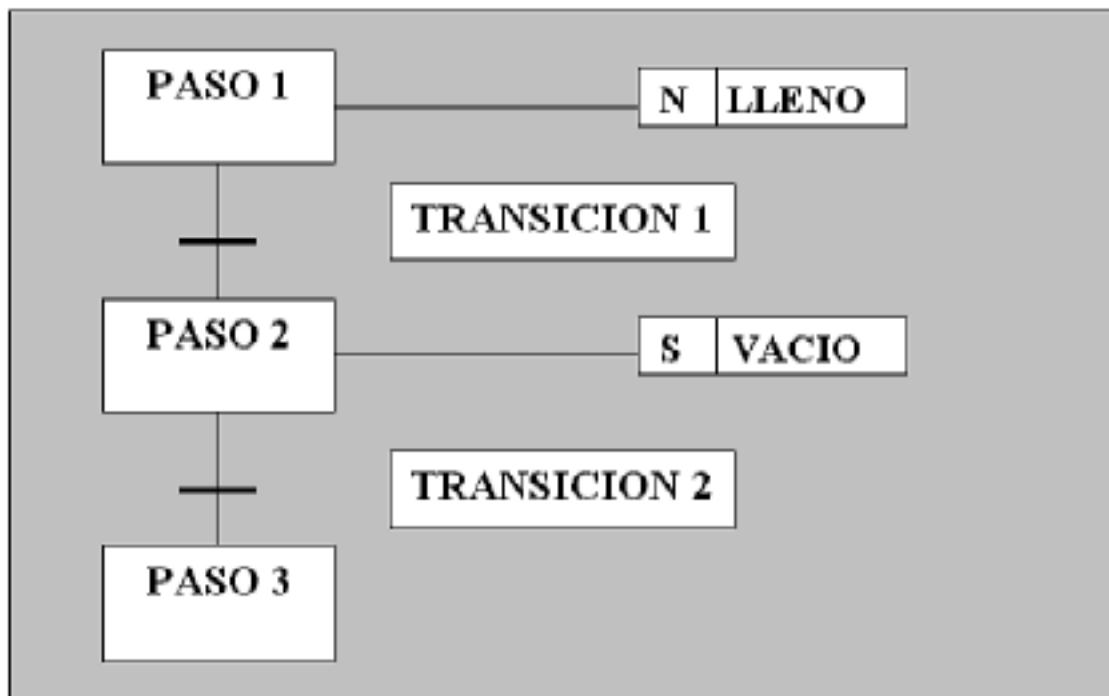 PASO 1
N LLENO
TRANSICION 1
PASO 2
S VACIO
TRANSICION 2
PASO 3